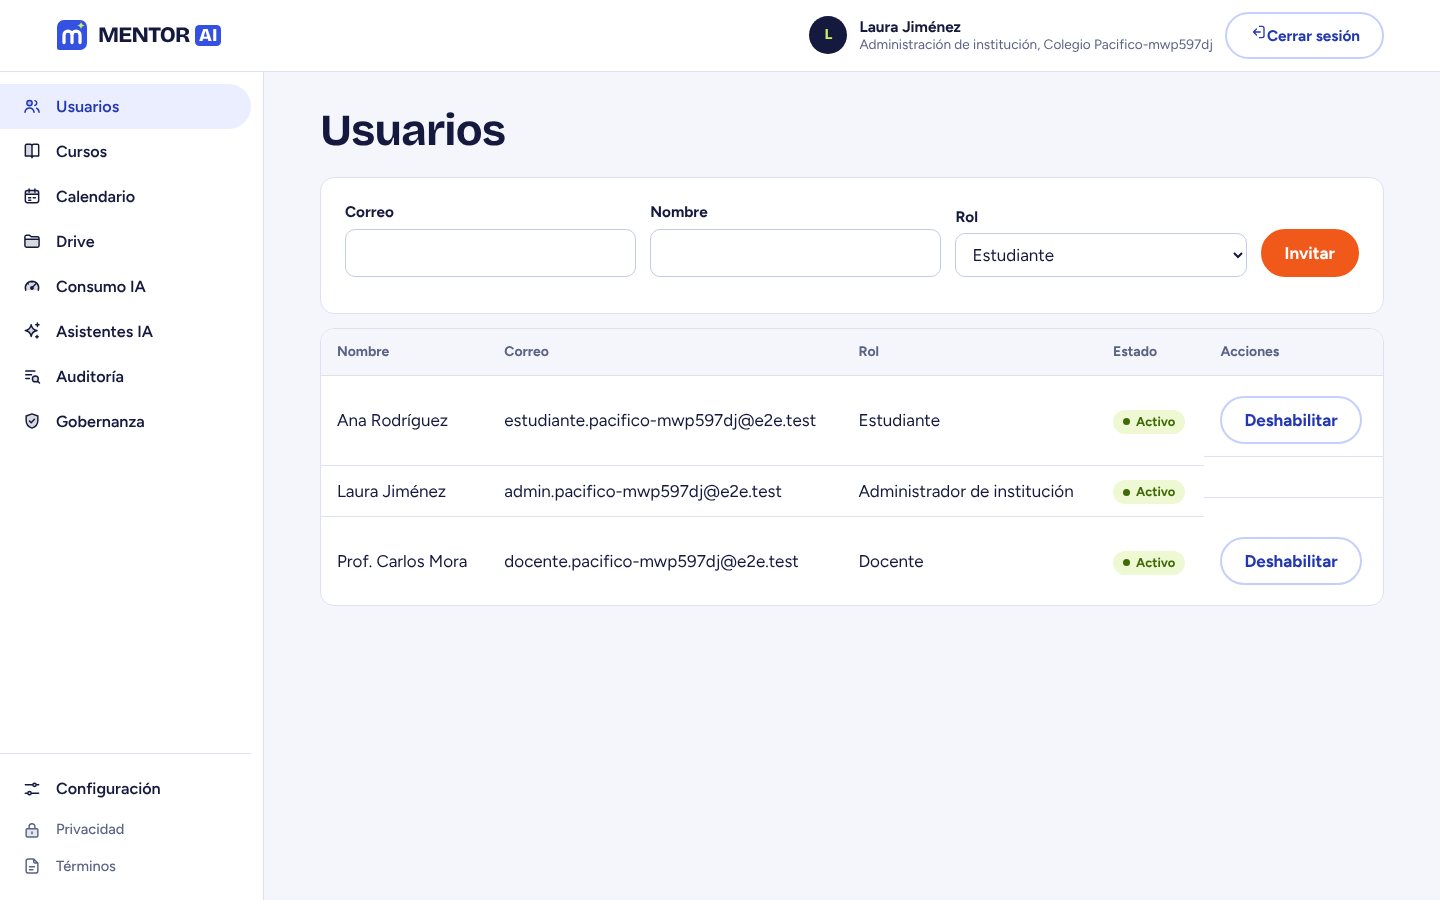 MENTOR AI
L
Laura Jiménez
Administración de institución, Colegio Pacifico-mwp597dj
Cerrar sesión
Usuarios
Cursos
Calendario
Drive
Consumo IA
Asistentes IA
Auditoría
Gobernanza
Configuración
Privacidad
Términos
Usuarios
Correo
Nombre
Rol
Estudiante
Invitar
Nombre Correo Rol Estado Acciones
Ana Rodríguez estudiante.pacifico-mwp597dj@e2e.test Estudiante Activo Deshabilitar
Laura Jiménez admin.pacifico-mwp597dj@e2e.test Administrador de institución Activo
Prof. Carlos Mora docente.pacifico-mwp597dj@e2e.test Docente Activo Deshabilitar